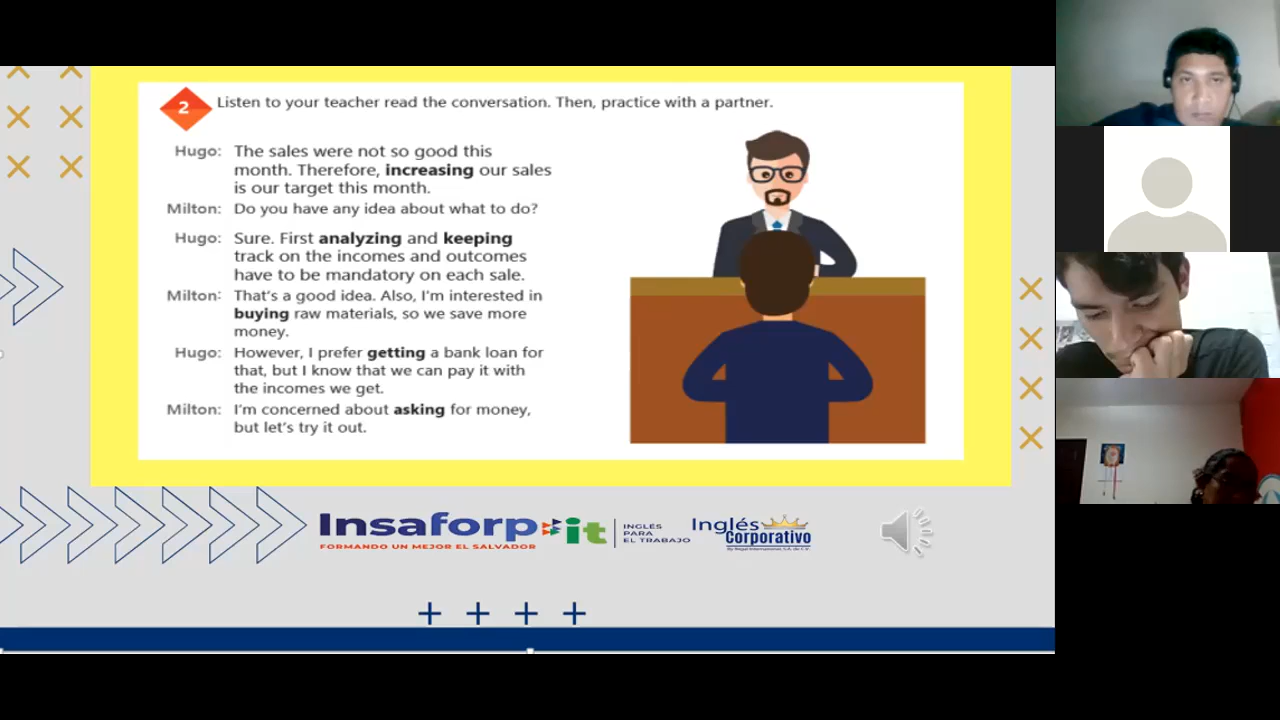 2 Listen to your teacher read the conversation. Then, practice with a partner.
Hugo: The sales were not so good this
month. Therefore, increasing our sales
is our target this month.
Milton: Do you have any idea about what to do?
Hugo: Sure. First analyzing and keeping
track on the incomes and outcomes
have to be mandatory on each sale.
Milton: That's a good idea. Also, I'm interested in
buying raw materials, so we save more
money.
Hugo: However, I prefer getting a bank loan for
that, but I know that we can pay it with
the incomes we get.
Milton: I'm concerned about asking for money,
but let's try it out.
Insaforp
FORMANDO UN MEJOR EL SALVADOR
it
INGLÉS
PARA
EL TRABAJO
Inglés
Corporativo